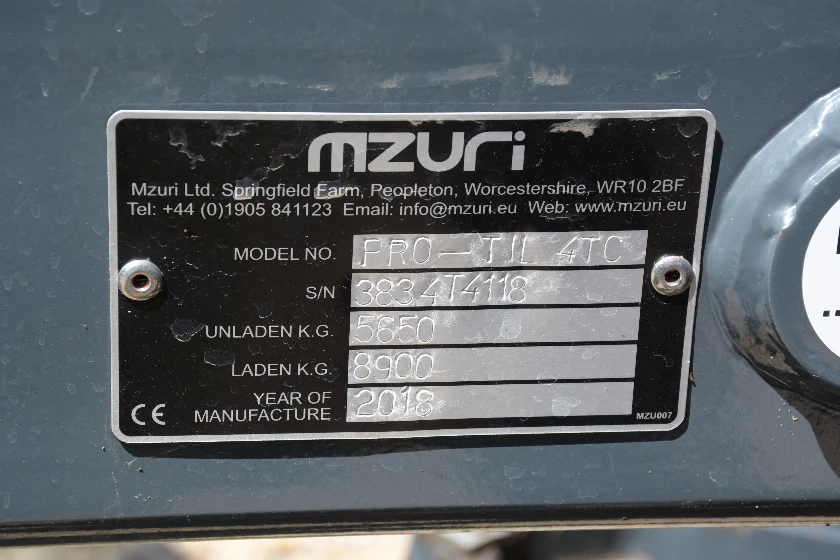 mzuri
Mzuri Ltd. Springfield Farm, Peopleton, Worcestershire, WR10 2BF
Tel: +44 (0)1905 841123 Email: info@mzuri.eu Web: www.mzuri.eu
MODEL NO. PRO-TIL 4TC
S/N 3834T4118
UNLADEN K.G. 5650
LADEN K.G. 8900
YEAR OF
MANUFACTURE 2018
CE
MZU007